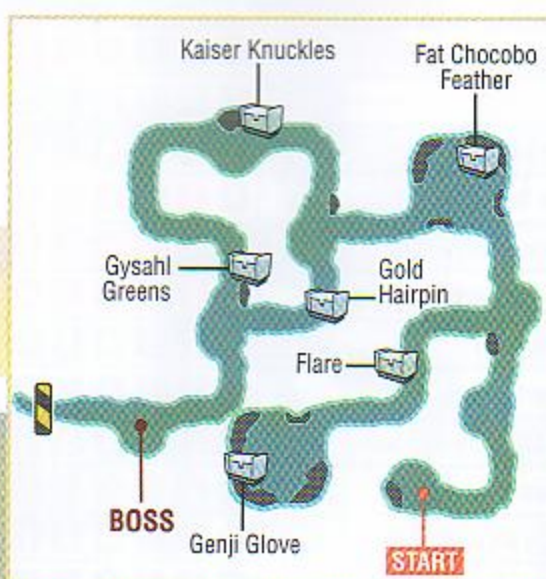 Kaiser Knuckles
Fat Chocobo
Feather
Gysahl
Greens
Gold
Hairpin
Flare
BOSS
Genji Glove
START